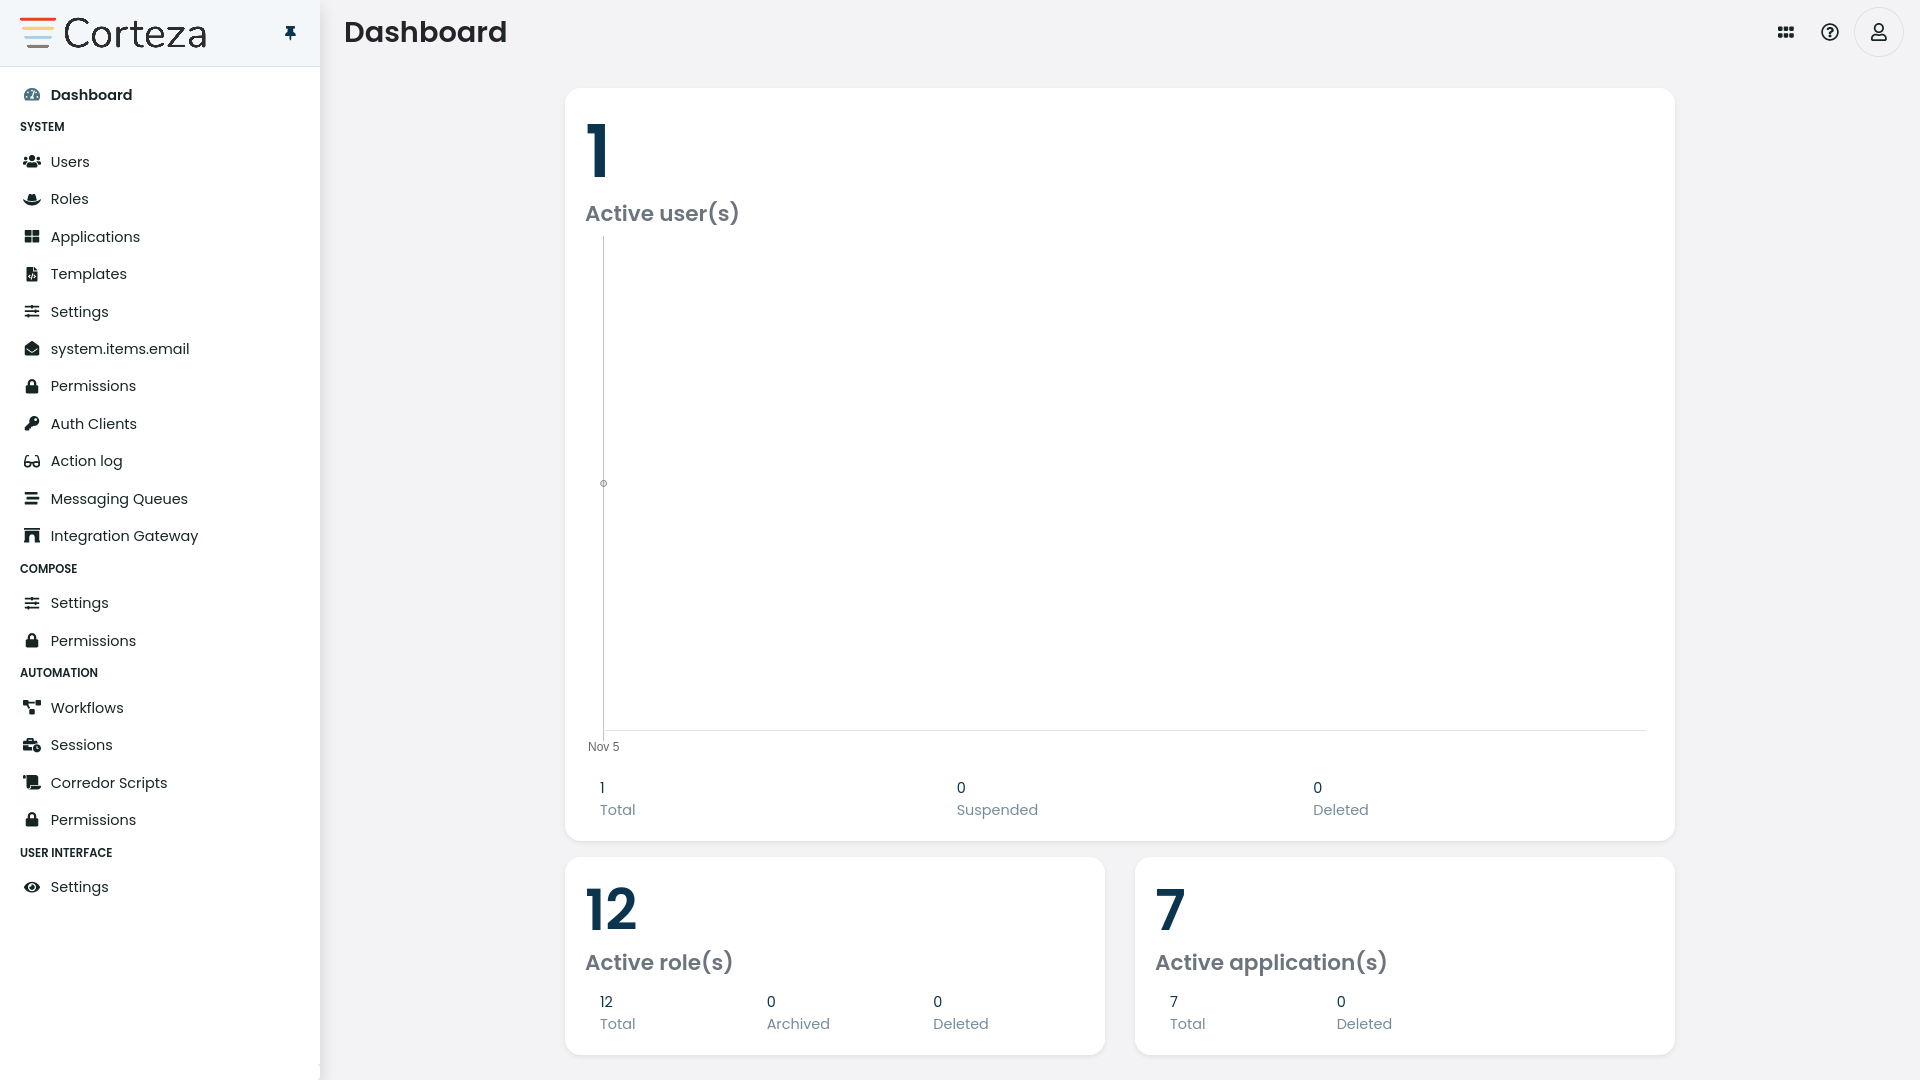 Corteza
Dashboard
Dashboard
SYSTEM
Users
Roles
Applications
Templates
Settings
system.items.email
Permissions
Auth Clients
Action log
Messaging Queues
Integration Gateway
COMPOSE
Settings
Permissions
AUTOMATION
Workflows
Sessions
Corredor Scripts
Permissions
USER INTERFACE
Settings
1
Active user(s)
Nov 5
1
Total
0
Suspended
0
Deleted
12
Active role(s)
12
Total
0
Archived
0
Deleted
7
Active application(s)
7
Total
0
Deleted